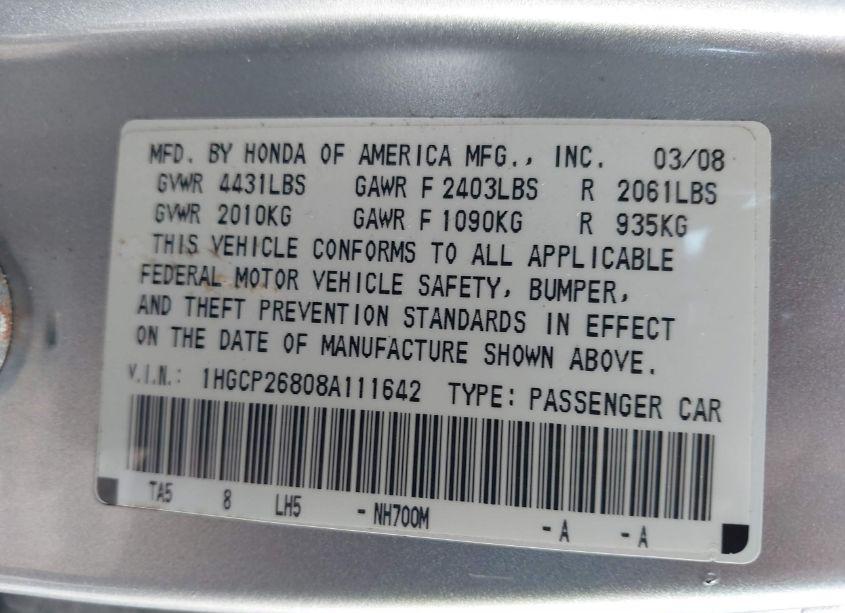 MFD. BY HONDA OF AMERICA MFG., INC. 03/08
GVWR 4431LBS GAWR F 2403LBS R 2061LBS
GVWR 2010KG GAWR F 1090KG R 935KG
THIS VEHICLE CONFORMS TO ALL APPLICABLE
FEDERAL MOTOR VEHICLE SAFETY, BUMPER,
AND THEFT PREVENTION STANDARDS IN EFFECT
ON THE DATE OF MANUFACTURE SHOWN ABOVE.
V.I.N.: 1HGCP26808A111642 TYPE: PASSENGER CAR
TA5 8 LH5 - NH700M - A - A